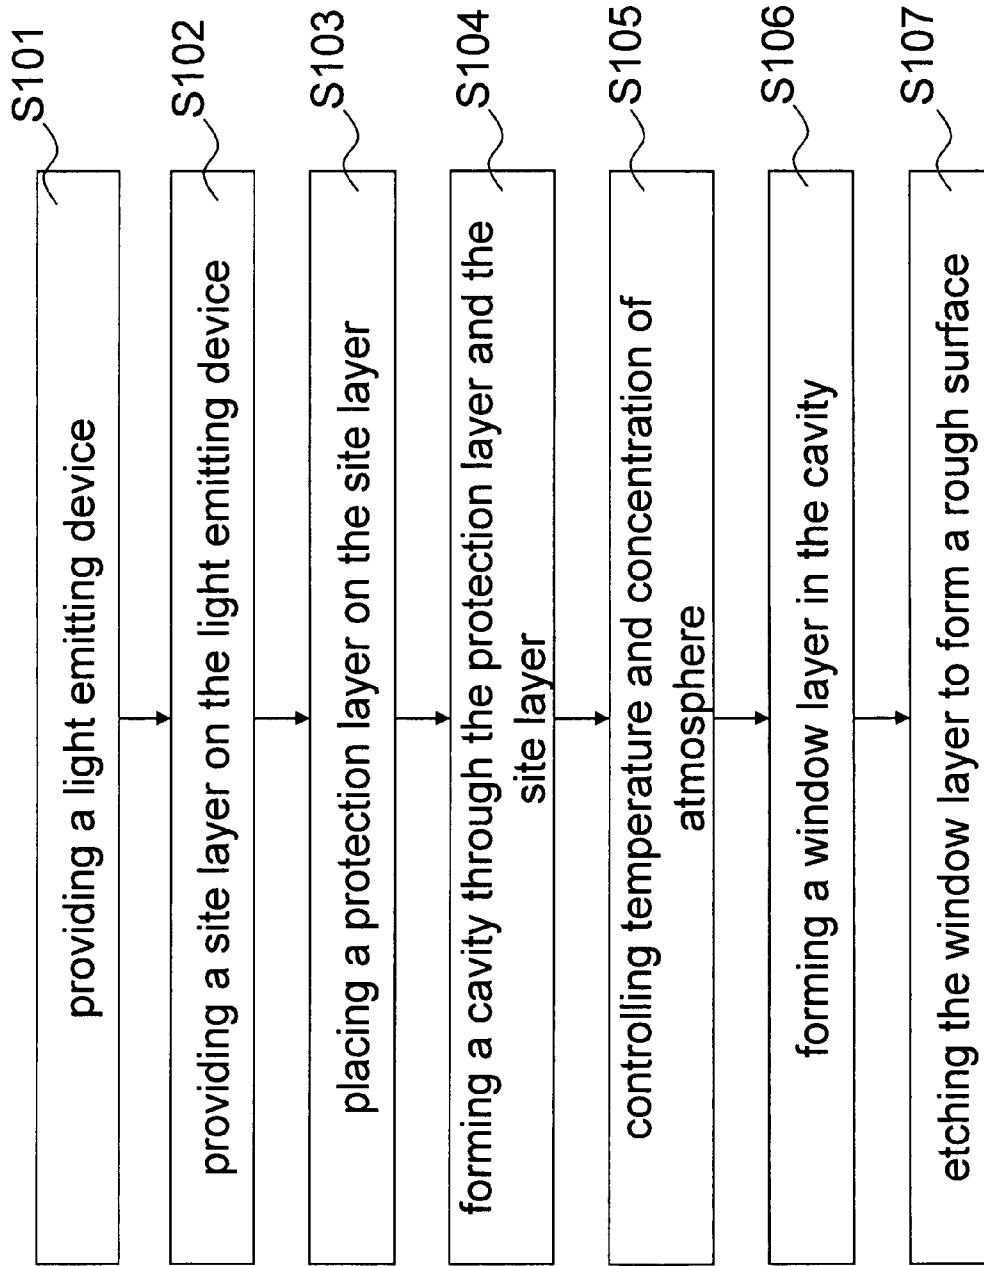 S101
providing a light emitting device
S102
providing a site layer on the light emitting device
S103
placing a protection layer on the site layer
S104
forming a cavity through the protection layer and the
site layer
S105
controlling temperature and concentration of
atmosphere
S106
forming a window layer in the cavity
S107
etching the window layer to form a rough surface